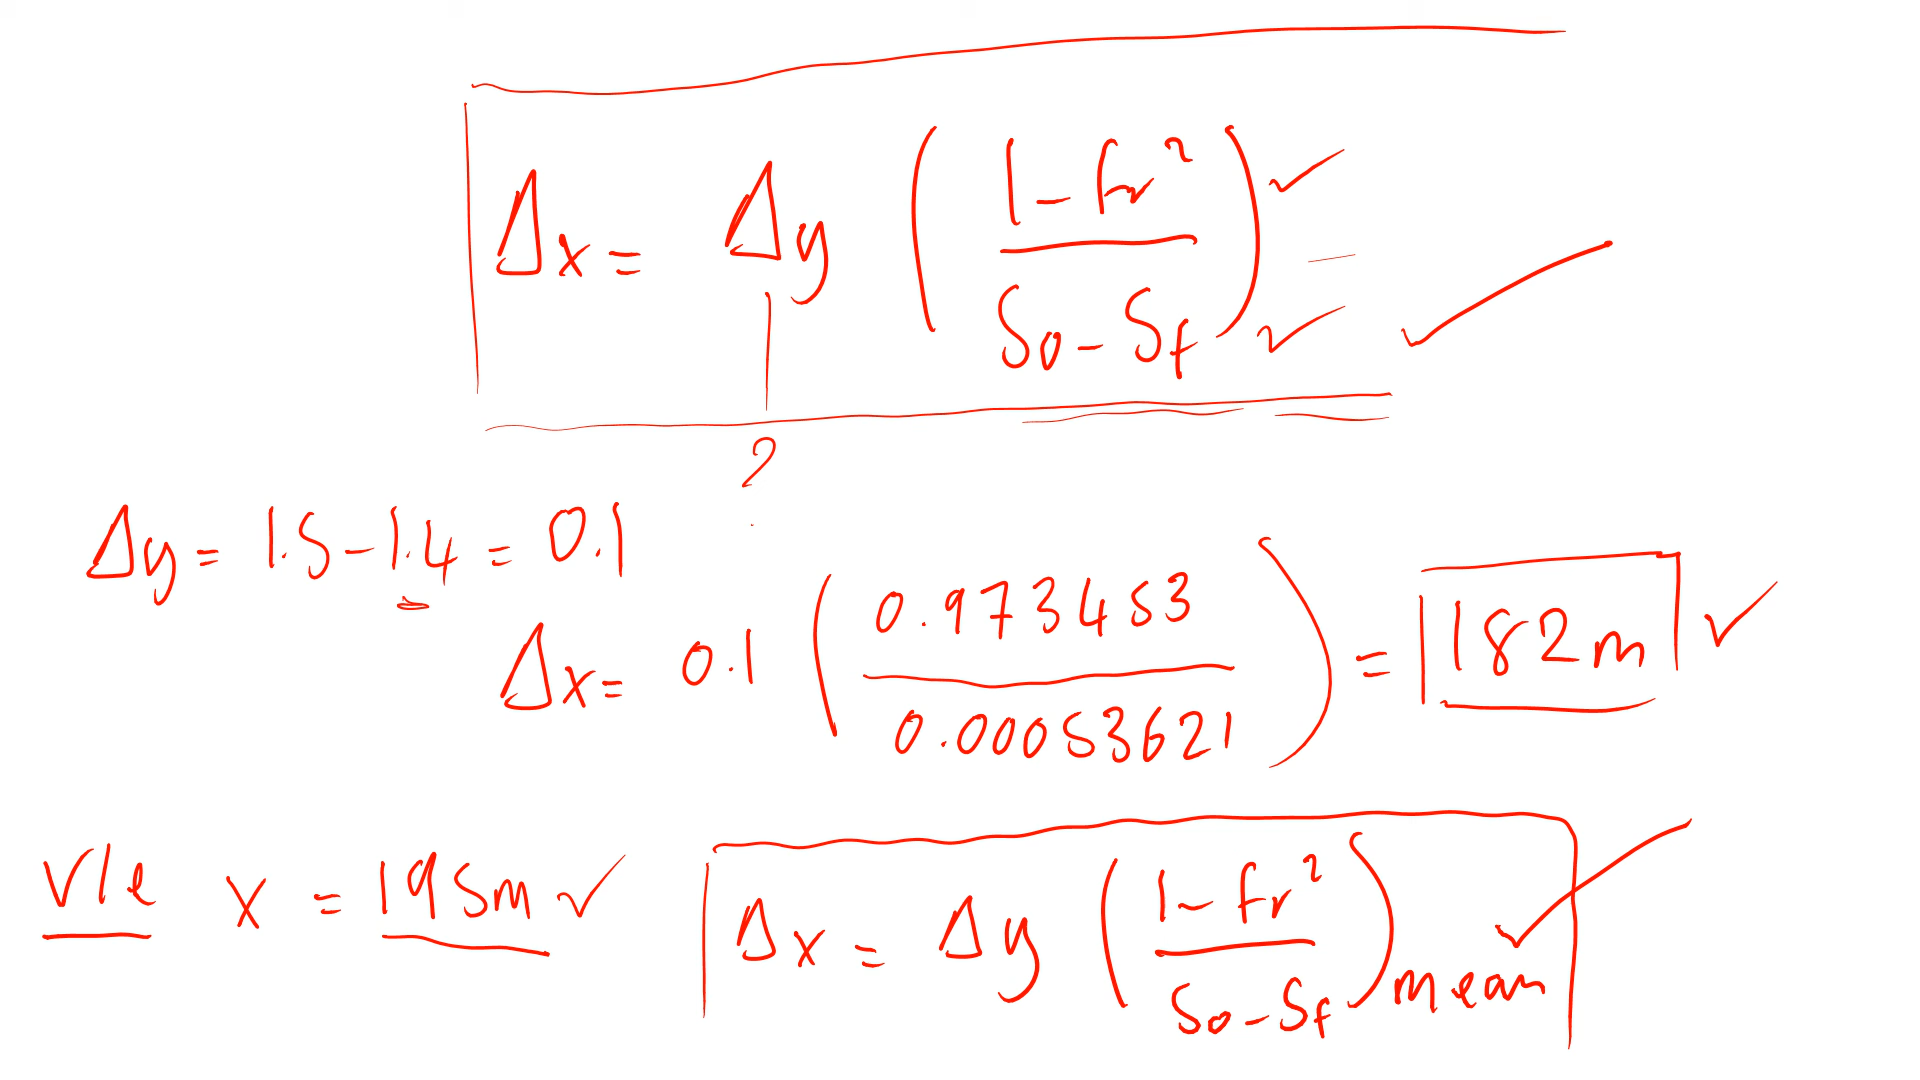 Δx = Δy ( (1 - Fr²) / (So - Sf) ) ✓ ✓ ✓
?
Δy = 1.5 - 1.4 = 0.1
Δx = 0.1 ( 0.973453 / 0.00053621 ) = 182m ✓
v/e x = 195m ✓
Δx = Δy ( (1 - Fr²) / (So - Sf) ) mean ✓